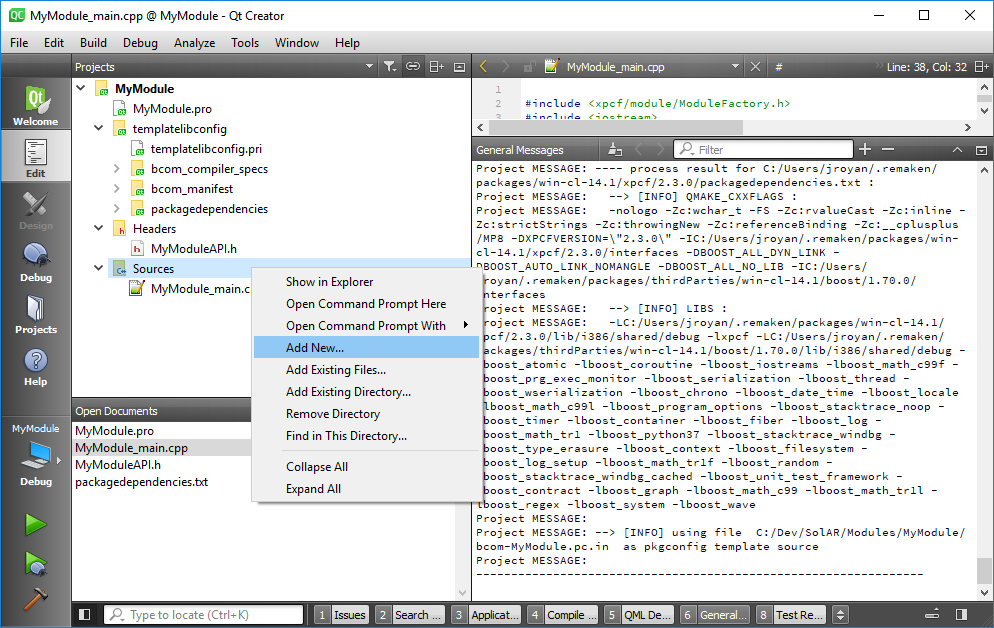 MyModule_main.cpp @ MyModule - Qt Creator
File Edit Build Debug Analyze Tools Window Help
Projects
MyModule
MyModule.pro
templatelibconfig
templatelibconfig.pri
bcom_compiler_specs
bcom_manifest
packagedependencies
Headers
MyModuleAPI.h
Sources
MyModule_main.c
Show in Explorer
Open Command Prompt Here
Open Command Prompt With
Add New...
Add Existing Files...
Add Existing Directory...
Remove Directory
Find in This Directory...
Collapse All
Expand All
Welcome
Edit
Design
Debug
Projects
Help
MyModule
Debug
Open Documents
MyModule.pro
MyModule_main.cpp
MyModuleAPI.h
packagedependencies.txt
MyModule_main.cpp # Line: 38, Col: 32
1
2 #include <xpcf/module/ModuleFactory.h>
3 #include <iostream>
General Messages Filter
Project MESSAGE: ---- process result for C:/Users/jroyan/.remaken/
packages/win-cl-14.1/xpcf/2.3.0/packagedependencies.txt :
Project MESSAGE: --> [INFO] QMAKE_CXXFLAGS :
Project MESSAGE: -nologo -Zc:wchar_t -FS -Zc:rvalueCast -Zc:inline -
Zc:strictStrings -Zc:throwingNew -Zc:referenceBinding -Zc:__cplusplus
/MP8 -DXPCFVERSION=\"2.3.0\" -IC:/Users/jroyan/.remaken/packages/win-
cl-14.1/xpcf/2.3.0/interfaces -DBOOST_ALL_DYN_LINK -
DBOOST_AUTO_LINK_NOMANGLE -DBOOST_ALL_NO_LIB -IC:/Users/
jroyan/.remaken/packages/thirdParties/win-cl-14.1/boost/1.70.0/
interfaces
Project MESSAGE: --> [INFO] LIBS :
Project MESSAGE: -LC:/Users/jroyan/.remaken/packages/win-cl-14.1/
xpcf/2.3.0/lib/i386/shared/debug -lxpcf -LC:/Users/jroyan/.remaken/
packages/thirdParties/win-cl-14.1/boost/1.70.0/lib/i386/shared/debug -
lboost_atomic -lboost_coroutine -lboost_iostreams -lboost_math_c99f -
lboost_prg_exec_monitor -lboost_serialization -lboost_thread -
lboost_wserialization -lboost_chrono -lboost_date_time -lboost_locale
-lboost_math_c99l -lboost_program_options -lboost_stacktrace_noop -
lboost_timer -lboost_container -lboost_fiber -lboost_log -
lboost_math_tr1 -lboost_python37 -lboost_stacktrace_windbg -
lboost_type_erasure -lboost_context -lboost_filesystem -
lboost_log_setup -lboost_math_tr1f -lboost_random -
lboost_stacktrace_windbg_cached -lboost_unit_test_framework -
lboost_contract -lboost_graph -lboost_math_c99 -lboost_math_tr1l -
lboost_regex -lboost_system -lboost_wave
Project MESSAGE:
Project MESSAGE: --> [INFO] using file C:/Dev/SolAR/Modules/MyModule/
bcom-MyModule.pc.in as pkgconfig template source
Project MESSAGE:
----------------------------------------------------------------
Type to locate (Ctrl+K) 1 Issues 2 Search ... 3 Applicat... 4 Compile ... 5 QML De... 6 General... 8 Test Re...